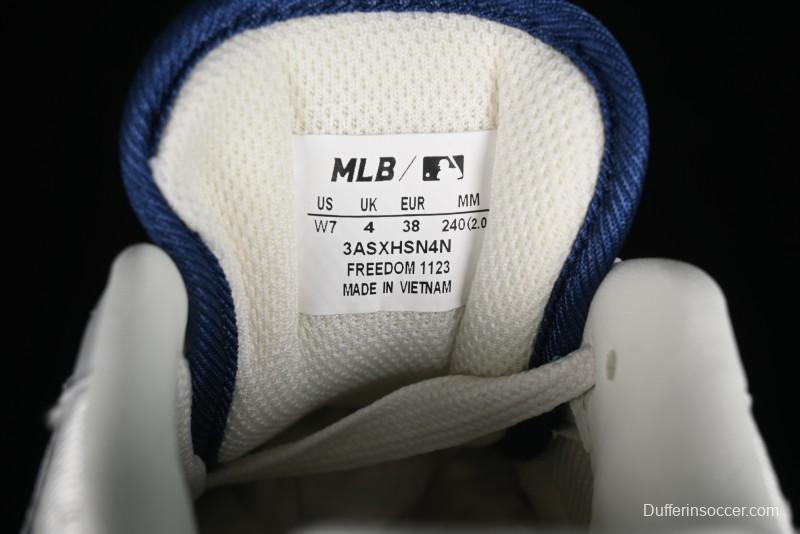 MLB /
US UK EUR MM
W7 4 38 240(2.0
3ASXHSN4N
FREEDOM 1123
MADE IN VIETNAM
Dufferinsoccer.com